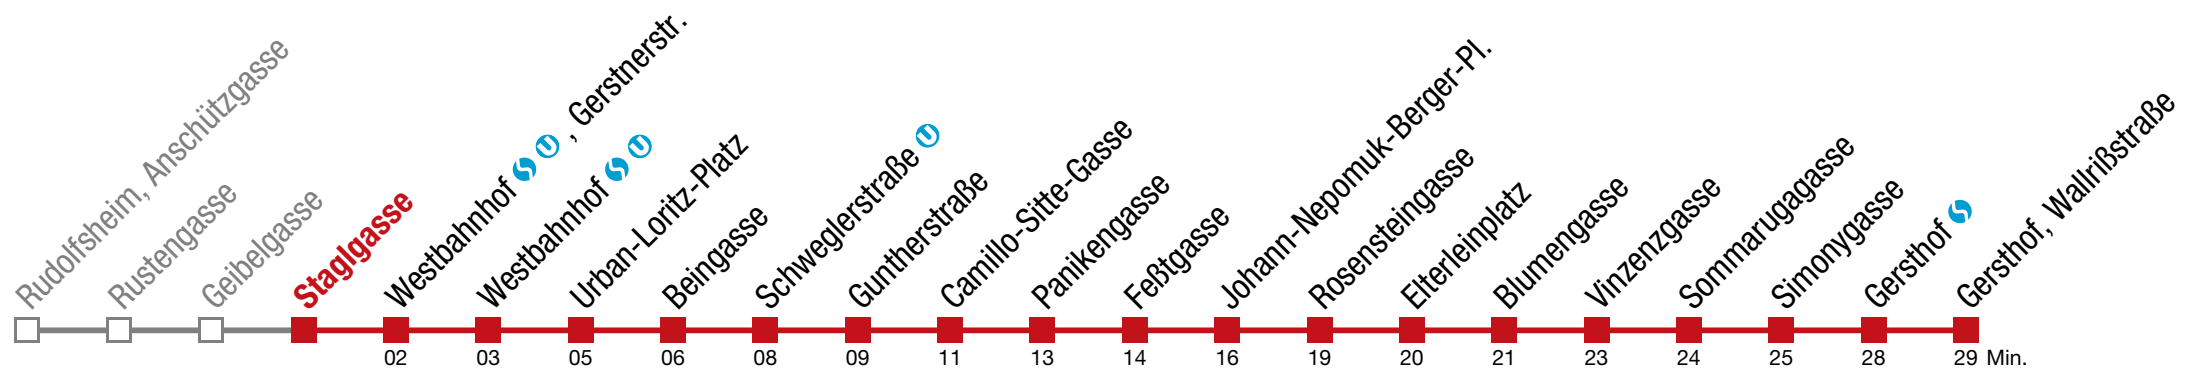 Rudolfsheim, Anschützgasse
Rustengasse
Geibelgasse
Staglgasse
Westbahnhof S U , Gerstnerstr.
Westbahnhof S U
Urban-Loritz-Platz
Beingasse
Schweglerstraße U
Guntherstraße
Camillo-Sitte-Gasse
Panikengasse
Feßtgasse
Johann-Nepomuk-Berger-Pl.
Rosensteingasse
Elterleinplatz
Blumengasse
Vinzenzgasse
Sommarugagasse
Simonygasse
Gersthof S
Gersthof, Wallrißstraße
02 03 05 06 08 09 11 13 14 16 19 20 21 23 24 25 28 29 Min.